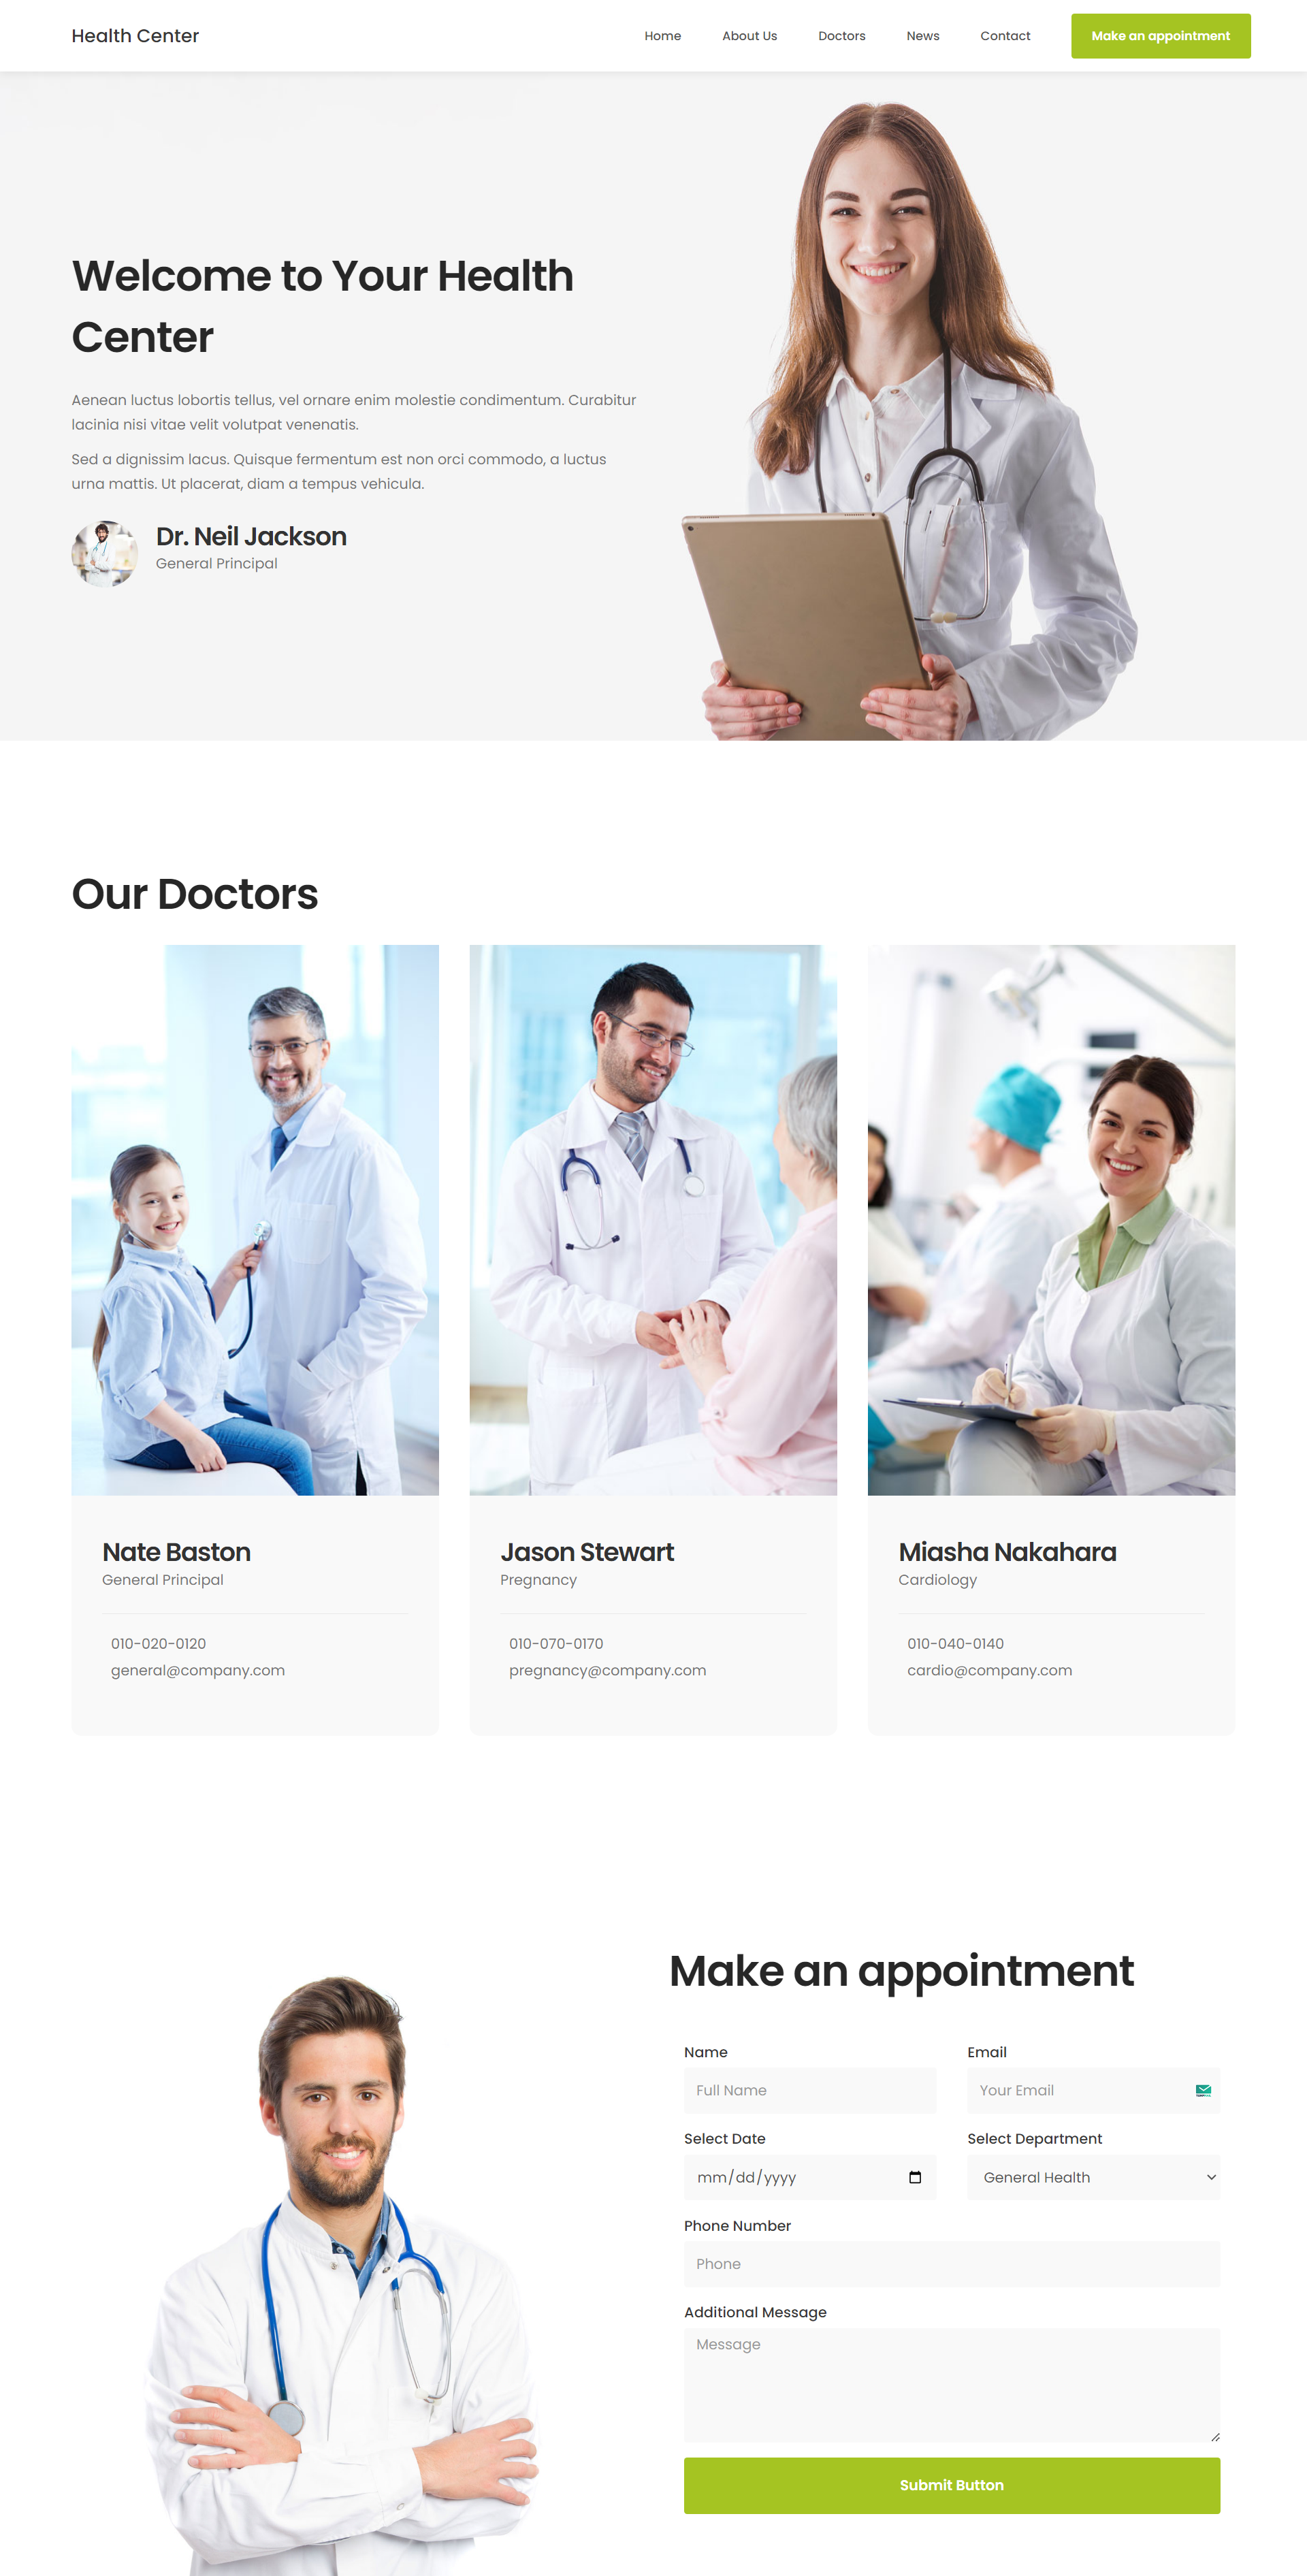 Health Center
Home
About Us
Doctors
News
Contact
Make an appointment
Welcome to Your Health
Center
Aenean luctus lobortis tellus, vel ornare enim molestie condimentum. Curabitur
lacinia nisi vitae velit volutpat venenatis.
Sed a dignissim lacus. Quisque fermentum est non orci commodo, a luctus
urna mattis. Ut placerat, diam a tempus vehicula.
Dr. Neil Jackson
General Principal
Our Doctors
Nate Baston
General Principal
010-020-0120
general@company.com
Jason Stewart
Pregnancy
010-070-0170
pregnancy@company.com
Miasha Nakahara
Cardiology
010-040-0140
cardio@company.com
Make an appointment
Name
Email
Full Name
Your Email
Select Date
Select Department
mm/dd/yyyy
General Health
Phone Number
Phone
Additional Message
Message
Submit Button